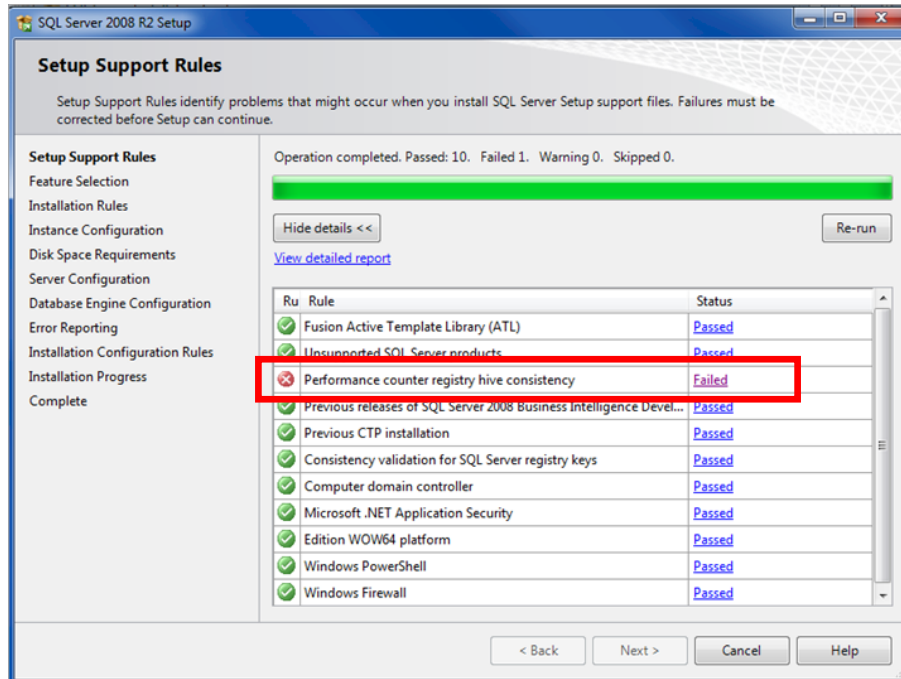 SQL Server 2008 R2 Setup
Setup Support Rules
Setup Support Rules identify problems that might occur when you install SQL Server Setup support files. Failures must be
corrected before Setup can continue.
Setup Support Rules
Feature Selection
Installation Rules
Instance Configuration
Disk Space Requirements
Server Configuration
Database Engine Configuration
Error Reporting
Installation Configuration Rules
Installation Progress
Complete
Operation completed. Passed: 10. Failed 1. Warning 0. Skipped 0.
Hide details <<
Re-run
View detailed report
Ru Rule Status
Fusion Active Template Library (ATL) Passed
Unsupported SQL Server products Passed
Performance counter registry hive consistency Failed
Previous releases of SQL Server 2008 Business Intelligence Devel... Passed
Previous CTP installation Passed
Consistency validation for SQL Server registry keys Passed
Computer domain controller Passed
Microsoft .NET Application Security Passed
Edition WOW64 platform Passed
Windows PowerShell Passed
Windows Firewall Passed
< Back Next > Cancel Help